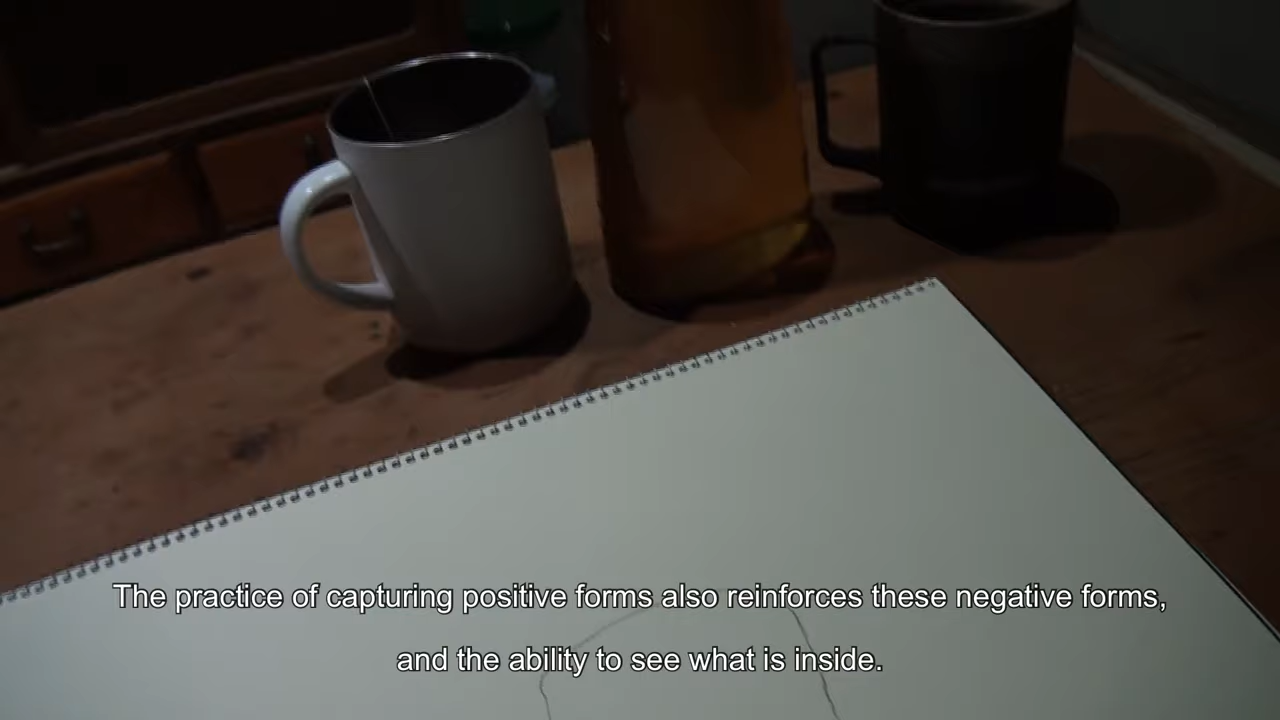 The practice of capturing positive forms also reinforces these negative forms,
and the ability to see what is inside.